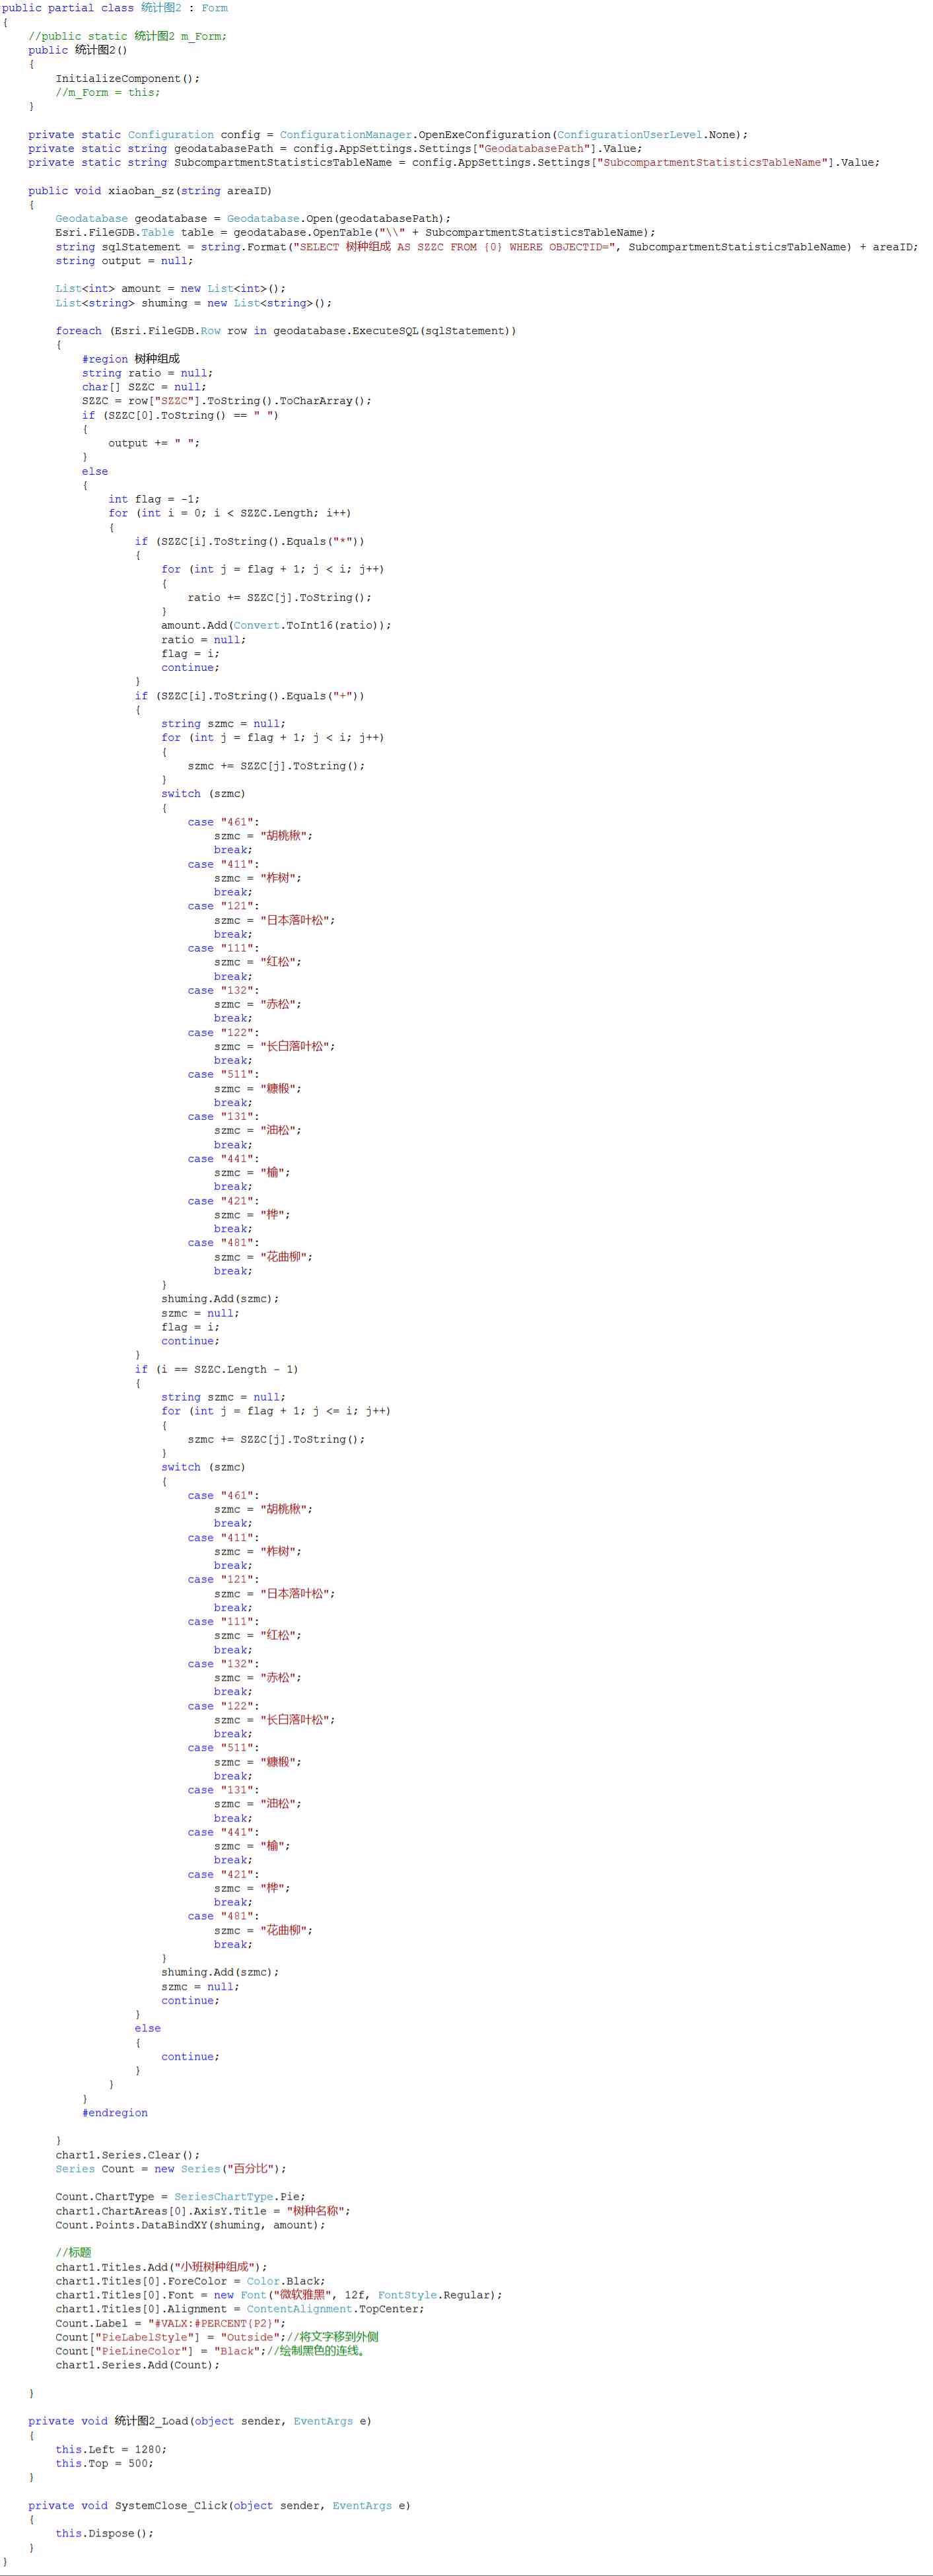 public partial class 统计图2 : Form
{
    //public static 统计图2 m_Form;
    public 统计图2()
    {
        InitializeComponent();
        //m_Form = this;
    }

    private static Configuration config = ConfigurationManager.OpenExeConfiguration(ConfigurationUserLevel.None);
    private static string geodatabasePath = config.AppSettings.Settings["GeodatabasePath"].Value;
    private static string SubcompartmentStatisticsTableName = config.AppSettings.Settings["SubcompartmentStatisticsTableName"].Value;

    public void xiaoban_sz(string areaID)
    {
        Geodatabase geodatabase = Geodatabase.Open(geodatabasePath);
        Esri.FileGDB.Table table = geodatabase.OpenTable("\\" + SubcompartmentStatisticsTableName);
        string sqlStatement = string.Format("SELECT 树种组成 AS SZZC FROM {0} WHERE OBJECTID=", SubcompartmentStatisticsTableName) + areaID;
        string output = null;

        List<int> amount = new List<int>();
        List<string> shuming = new List<string>();

        foreach (Esri.FileGDB.Row row in geodatabase.ExecuteSQL(sqlStatement))
        {
            #region 树种组成
            string ratio = null;
            char[] SZZC = null;
            SZZC = row["SZZC"].ToString().ToCharArray();
            if (SZZC[0].ToString() == " ")
            {
                output += " ";
            }
            else
            {
                int flag = -1;
                for (int i = 0; i < SZZC.Length; i++)
                {
                    if (SZZC[i].ToString().Equals("*"))
                    {
                        for (int j = flag + 1; j < i; j++)
                        {
                            ratio += SZZC[j].ToString();
                        }
                        amount.Add(Convert.ToInt16(ratio));
                        ratio = null;
                        flag = i;
                        continue;
                    }
                    if (SZZC[i].ToString().Equals("+"))
                    {
                        string szmc = null;
                        for (int j = flag + 1; j < i; j++)
                        {
                            szmc += SZZC[j].ToString();
                        }
                        switch (szmc)
                        {
                            case "461":
                                szmc = "胡桃楸";
                                break;
                            case "411":
                                szmc = "柞树";
                                break;
                            case "121":
                                szmc = "日本落叶松";
                                break;
                            case "111":
                                szmc = "红松";
                                break;
                            case "132":
                                szmc = "赤松";
                                break;
                            case "122":
                                szmc = "长白落叶松";
                                break;
                            case "511":
                                szmc = "糠椴";
                                break;
                            case "131":
                                szmc = "油松";
                                break;
                            case "441":
                                szmc = "榆";
                                break;
                            case "421":
                                szmc = "桦";
                                break;
                            case "481":
                                szmc = "花曲柳";
                                break;
                        }
                        shuming.Add(szmc);
                        szmc = null;
                        flag = i;
                        continue;
                    }
                    if (i == SZZC.Length - 1)
                    {
                        string szmc = null;
                        for (int j = flag + 1; j <= i; j++)
                        {
                            szmc += SZZC[j].ToString();
                        }
                        switch (szmc)
                        {
                            case "461":
                                szmc = "胡桃楸";
                                break;
                            case "411":
                                szmc = "柞树";
                                break;
                            case "121":
                                szmc = "日本落叶松";
                                break;
                            case "111":
                                szmc = "红松";
                                break;
                            case "132":
                                szmc = "赤松";
                                break;
                            case "122":
                                szmc = "长白落叶松";
                                break;
                            case "511":
                                szmc = "糠椴";
                                break;
                            case "131":
                                szmc = "油松";
                                break;
                            case "441":
                                szmc = "榆";
                                break;
                            case "421":
                                szmc = "桦";
                                break;
                            case "481":
                                szmc = "花曲柳";
                                break;
                        }
                        shuming.Add(szmc);
                        szmc = null;
                        continue;
                    }
                    else
                    {
                        continue;
                    }
                }
            }
            #endregion

        }
        chart1.Series.Clear();
        Series Count = new Series("百分比");

        Count.ChartType = SeriesChartType.Pie;
        chart1.ChartAreas[0].AxisY.Title = "树种名称";
        Count.Points.DataBindXY(shuming, amount);

        //标题
        chart1.Titles.Add("小班树种组成");
        chart1.Titles[0].ForeColor = Color.Black;
        chart1.Titles[0].Font = new Font("微软雅黑", 12f, FontStyle.Regular);
        chart1.Titles[0].Alignment = ContentAlignment.TopCenter;
        Count.Label = "#VALX:#PERCENT{P2}";
        Count["PieLabelStyle"] = "Outside";//将文字移到外侧
        Count["PieLineColor"] = "Black";//绘制黑色的连线。
        chart1.Series.Add(Count);

    }

    private void 统计图2_Load(object sender, EventArgs e)
    {
        this.Left = 1280;
        this.Top = 500;
    }

    private void SystemClose_Click(object sender, EventArgs e)
    {
        this.Dispose();
    }
}